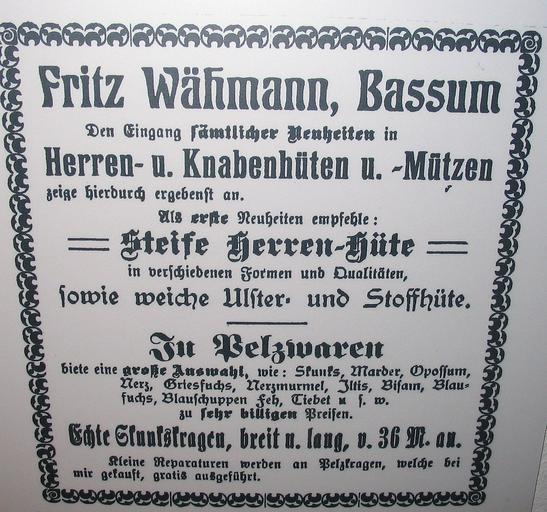 Fritz Wähmann, Bassum
Den Eingang sämtlicher Neuheiten in
Herren- u. Knabenhüten u. -Mützen
zeige hierdurch ergebenst an.
Als erste Neuheiten empfehle:
Steife Herren-Hüte
in verschiedenen Formen und Qualitäten,
sowie weiche Ulster- und Stoffhüte.
In Pelzwaren
biete eine große Auswahl, wie: Skunks, Marder, Opossum,
Nerz, Griesfuchs, Nerzmurmel, Iltis, Bisam, Blau-
fuchs, Blauschuppen Feh, Tiebet u s. w.
zu sehr billigen Preisen.
Echte Skunkskragen, breit u. lang, v. 36 M. an.
Kleine Reparaturen werden an Pelzkragen, welche bei
mir gekauft, gratis ausgeführt.